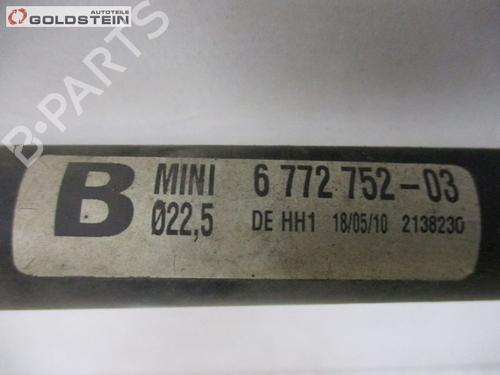 AUTOTEILE
GOLDSTEIN
B-PARTS
B MINI 6 772 752-03
Ø22,5 DE HH1 18/05/10 2138230